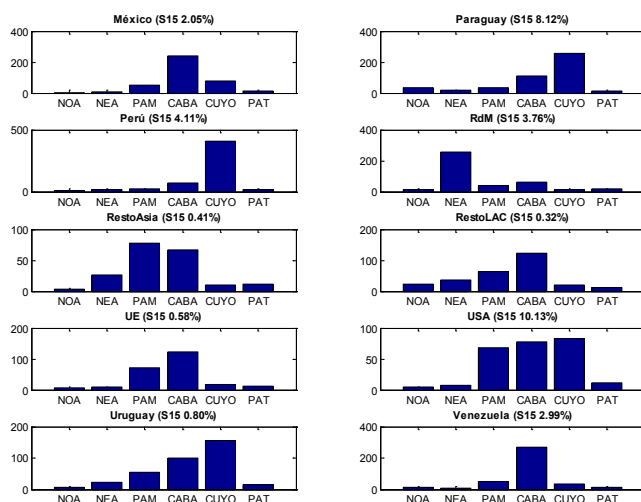 México (S15 2.05%)
400
200
0
NOA NEA PAM CABA CUYO PAT
Paraguay (S15 8.12%)
400
200
0
NOA NEA PAM CABA CUYO PAT
Perú (S15 4.11%)
500
0
NOA NEA PAM CABA CUYO PAT
RdM (S15 3.76%)
400
200
0
NOA NEA PAM CABA CUYO PAT
RestoAsia (S15 0.41%)
100
50
0
NOA NEA PAM CABA CUYO PAT
RestoLAC (S15 0.32%)
200
100
0
NOA NEA PAM CABA CUYO PAT
UE (S15 0.58%)
200
100
0
NOA NEA PAM CABA CUYO PAT
USA (S15 10.13%)
100
50
0
NOA NEA PAM CABA CUYO PAT
Uruguay (S15 0.80%)
200
100
0
NOA NEA PAM CABA CUYO PAT
Venezuela (S15 2.99%)
400
200
0
NOA NEA PAM CABA CUYO PAT